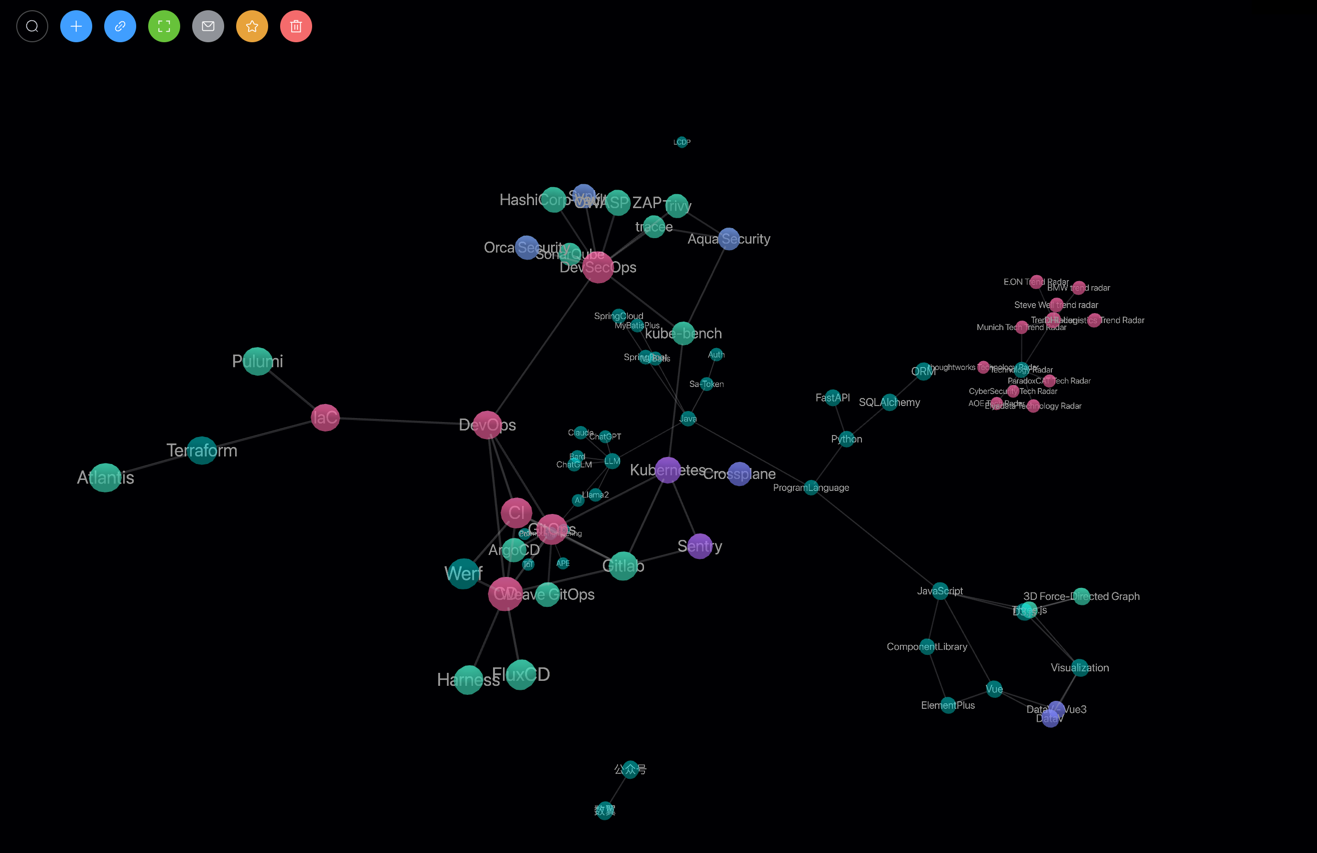 LCDP
HashiCorp Vault
Snyk
OWASP ZAP
Trivy
tracee
Aqua Security
Orca Security
SonarQube
DevSecOps
E.ON Trend Radar
BMW trend radar
Steve Wells trend radar
SpringCloud
MyBatisPlus
kube-bench
Logistics Trend Radar
Munich Tech Trend Radar
Pulumi
SpringBoot
Auth
Thoughtworks Technology Radar
Technology Radar
ORM
ParadoxCAT Tech Radar
Sa-Token
CyberSecurity Tech Radar
FastAPI
SQLAlchemy
AOE Tech Radar
Technology Radar
IaC
DevOps
Java
Claude
ChatGPT
Python
Terraform
Bard
ChatGLM
LLM
Kubernetes
Crossplane
Atlantis
ProgramLanguage
Llama2
AI
CI
GitOps
ArgoCD
Sentry
ToT
APE
Gitlab
Werf
CD
Weave GitOps
JavaScript
3D Force-Directed Graph
ComponentLibrary
Visualization
Harness
FluxCD
Vue
ElementPlus
DataV Vue3
DataV
公众号
数翼